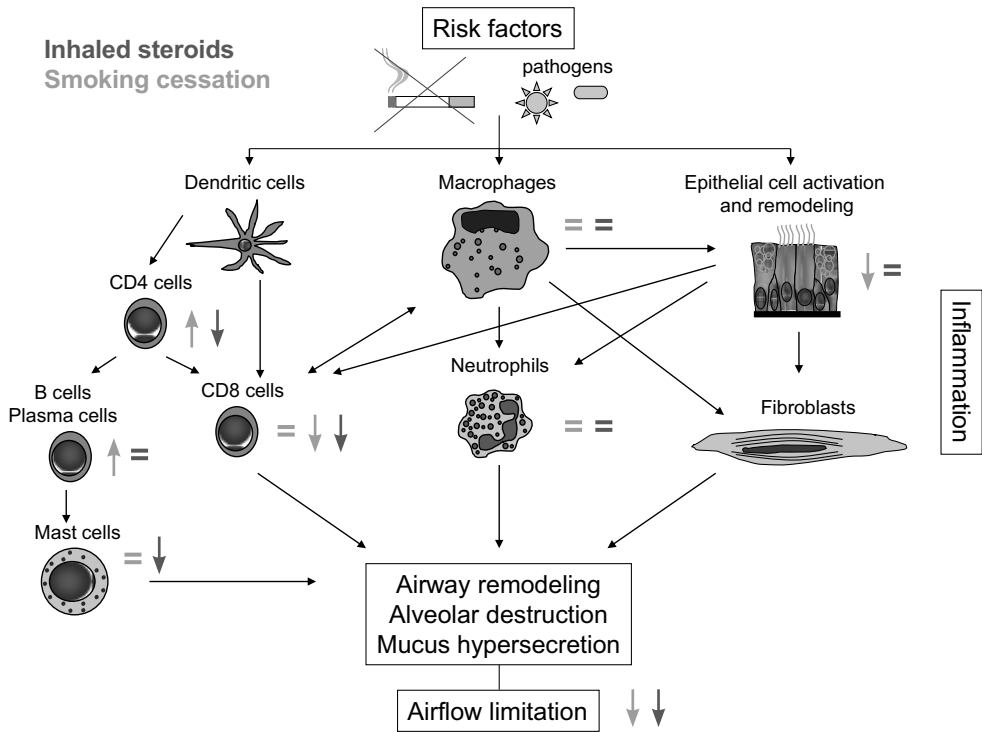 Risk factors
Inhaled steroids
Smoking cessation
pathogens
Dendritic cells
Macrophages
Epithelial cell activation
and remodeling
= =
=
CD4 cells
Inflammation
Neutrophils
B cells
Plasma cells
CD8 cells
Fibroblasts
=
=
= =
Mast cells
=
Airway remodeling
Alveolar destruction
Mucus hypersecretion
Airflow limitation